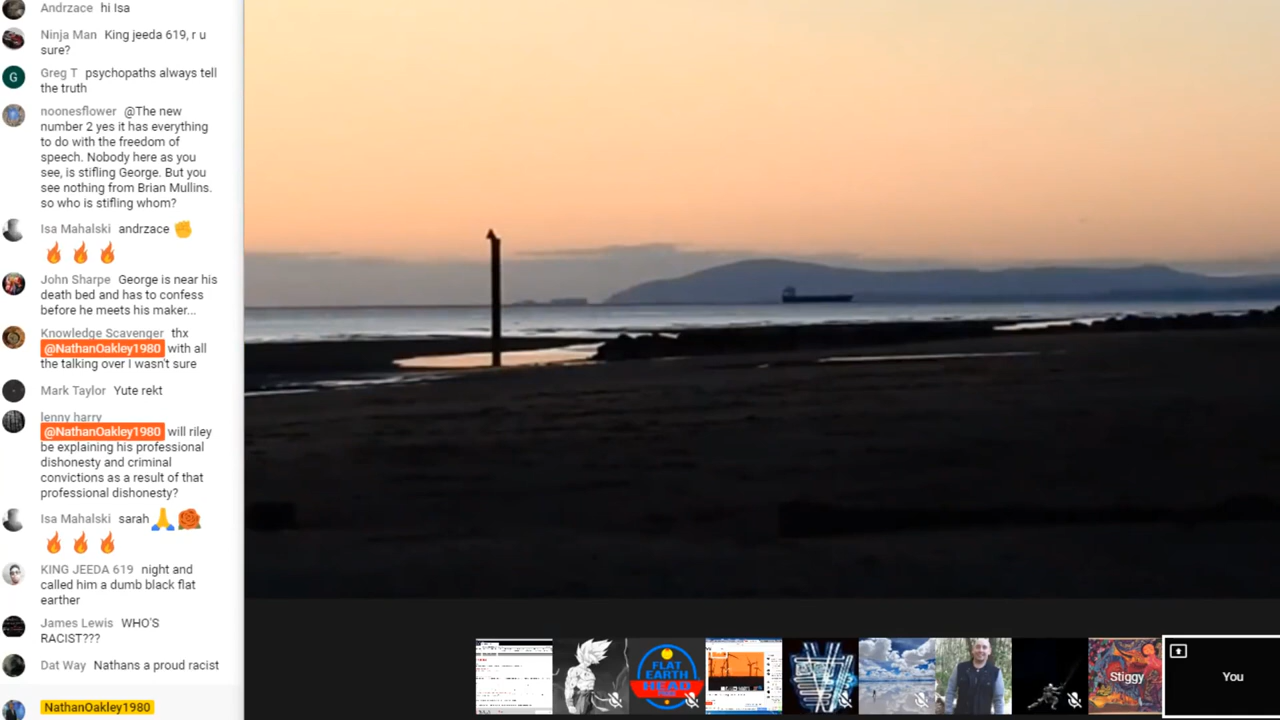 Andrzace hi Isa
Ninja Man King jeeda 619, r u
sure?
G
Greg T psychopaths always tell
the truth
noonesflower @The new
number 2 yes it has everything
to do with the freedom of
speech. Nobody here as you
see, is stifling George. But you
see nothing from Brian Mullins.
so who is stifling whom?
Isa Mahalski andrzace ✊
🔥 🔥 🔥
John Sharpe George is near his
death bed and has to confess
before he meets his maker...
Knowledge Scavenger thx
@NathanOakley1980 with all
the talking over I wasn't sure
Mark Taylor Yute rekt
lenny harry
@NathanOakley1980 will riley
be explaining his professional
dishonesty and criminal
convictions as a result of that
professional dishonesty?
Isa Mahalski sarah 🙏 🌹
🔥 🔥 🔥
KING JEEDA 619 night and
called him a dumb black flat
earther
James Lewis WHO'S
RACIST???
Dat Way Nathans a proud racist
NathanOakley1980
FLAT
EARTH
HEAD
Stiggy
You